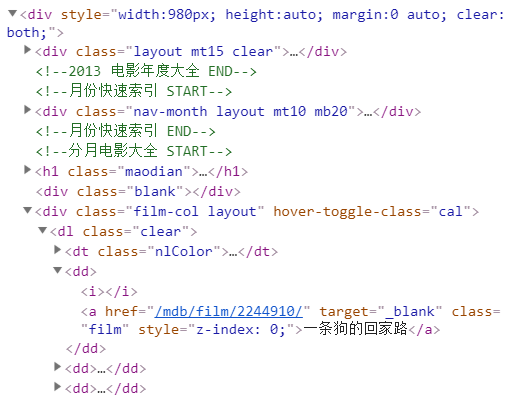 ▼<div style="width:980px; height:auto; margin:0 auto; clear:
both;">
▶<div class="layout mt15 clear">…</div>
<!--2013 电影年度大全 END-->
<!--月份快速索引 START-->
▶<div class="nav-month layout mt10 mb20">…</div>
<!--月份快速索引 END-->
<!--分月电影大全 START-->
▶<h1 class="maodian">…</h1>
<div class="blank"></div>
▼<div class="film-col layout" hover-toggle-class="cal">
▼<dl class="clear">
▶<dt class="nlColor">…</dt>
▼<dd>
<i></i>
<a href="/mdb/film/2244910/" target="_blank" class=
"film" style="z-index: 0;">一条狗的回家路</a>
</dd>
▶<dd>…</dd>
▶<dd>…</dd>